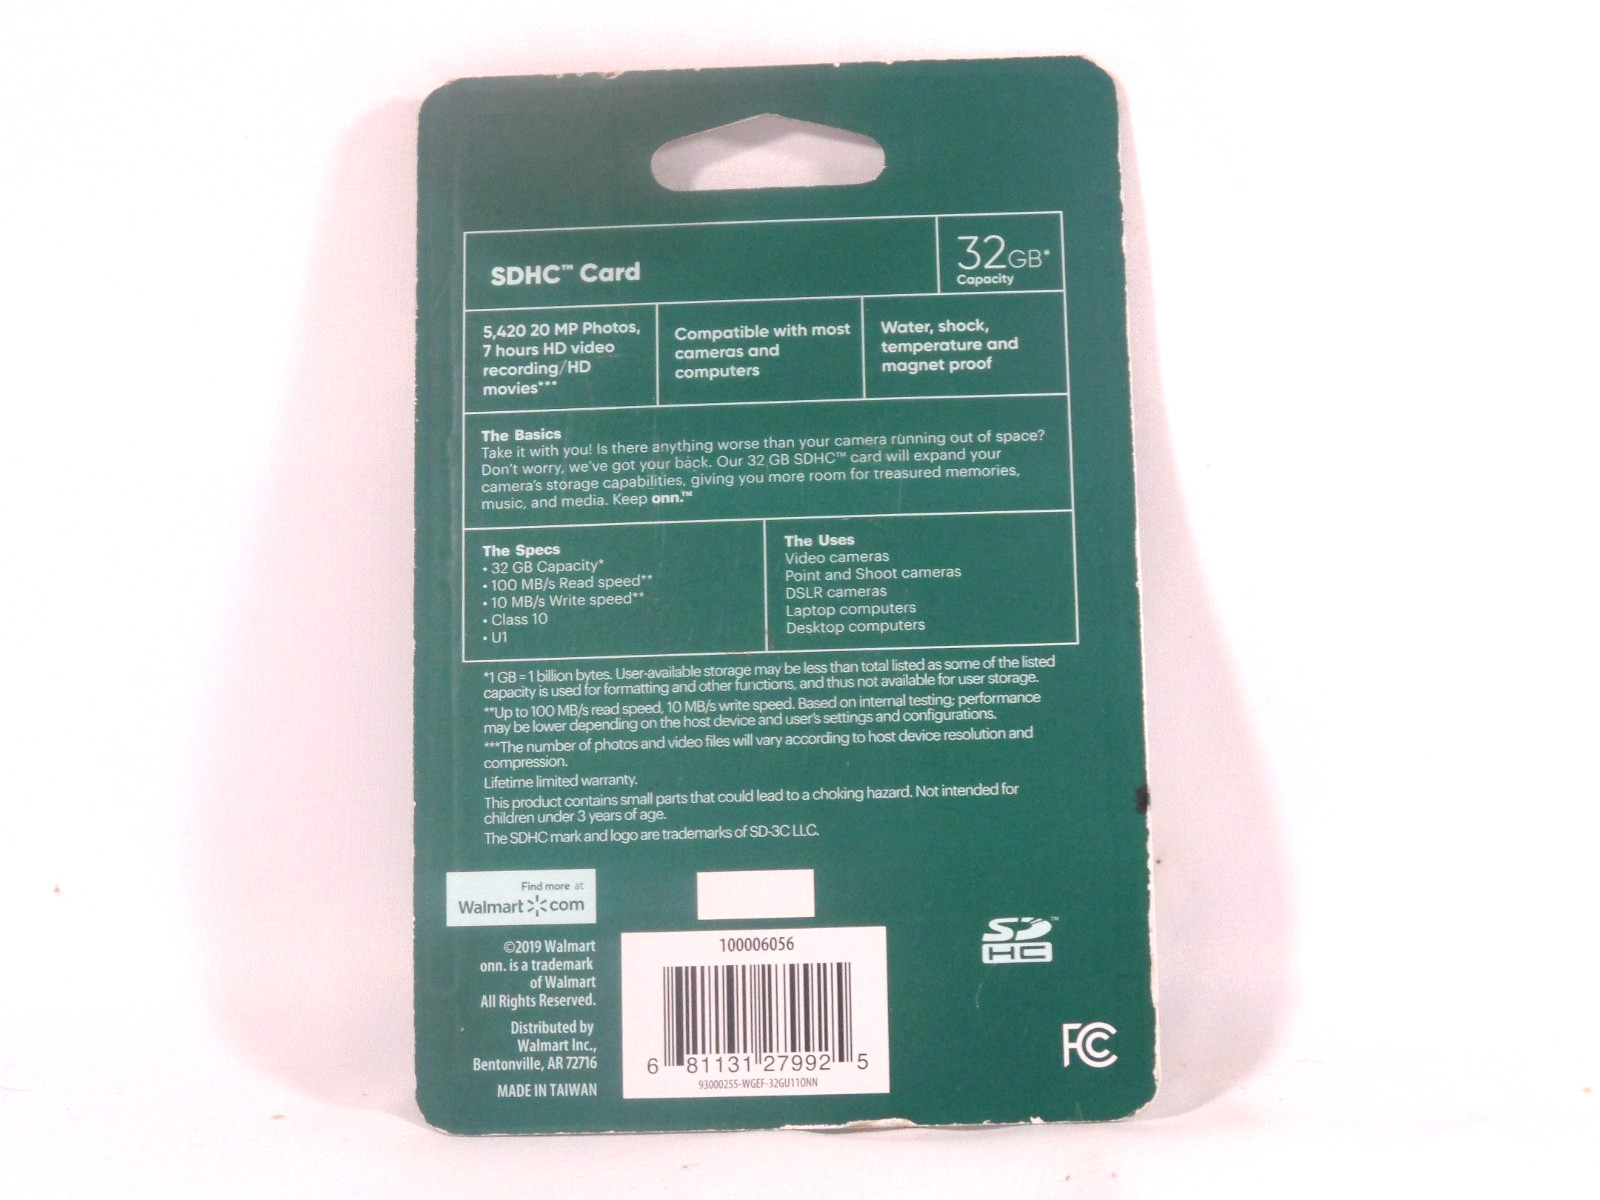 SDHC™ Card
32GB*
Capacity
5,420 20 MP Photos,
7 hours HD video
recording/HD
movies***
Compatible with most
cameras and
computers
Water, shock,
temperature and
magnet proof
The Basics
Take it with you! Is there anything worse than your camera running out of space?
Don't worry, we've got your back. Our 32 GB SDHC™ card will expand your
camera's storage capabilities, giving you more room for treasured memories,
music, and media. Keep onn.™
The Specs
• 32 GB Capacity*
• 100 MB/s Read speed**
• 10 MB/s Write speed**
• Class 10
• U1
The Uses
Video cameras
Point and Shoot cameras
DSLR cameras
Laptop computers
Desktop computers
*1 GB = 1 billion bytes. User-available storage may be less than total listed as some of the listed
capacity is used for formatting and other functions, and thus not available for user storage.
**Up to 100 MB/s read speed, 10 MB/s write speed. Based on internal testing; performance
may be lower depending on the host device and user's settings and configurations.
***The number of photos and video files will vary according to host device resolution and
compression.
Lifetime limited warranty.
This product contains small parts that could lead to a choking hazard. Not intended for
children under 3 years of age.
The SDHC mark and logo are trademarks of SD-3C LLC.
Find more at
Walmart.com
©2019 Walmart
onn. is a trademark
of Walmart
All Rights Reserved.
Distributed by
Walmart Inc.,
Bentonville, AR 72716
MADE IN TAIWAN
100006056
6 81131 27992 5
93000255-WGEF-32GU110NN
SD™
HC
FC